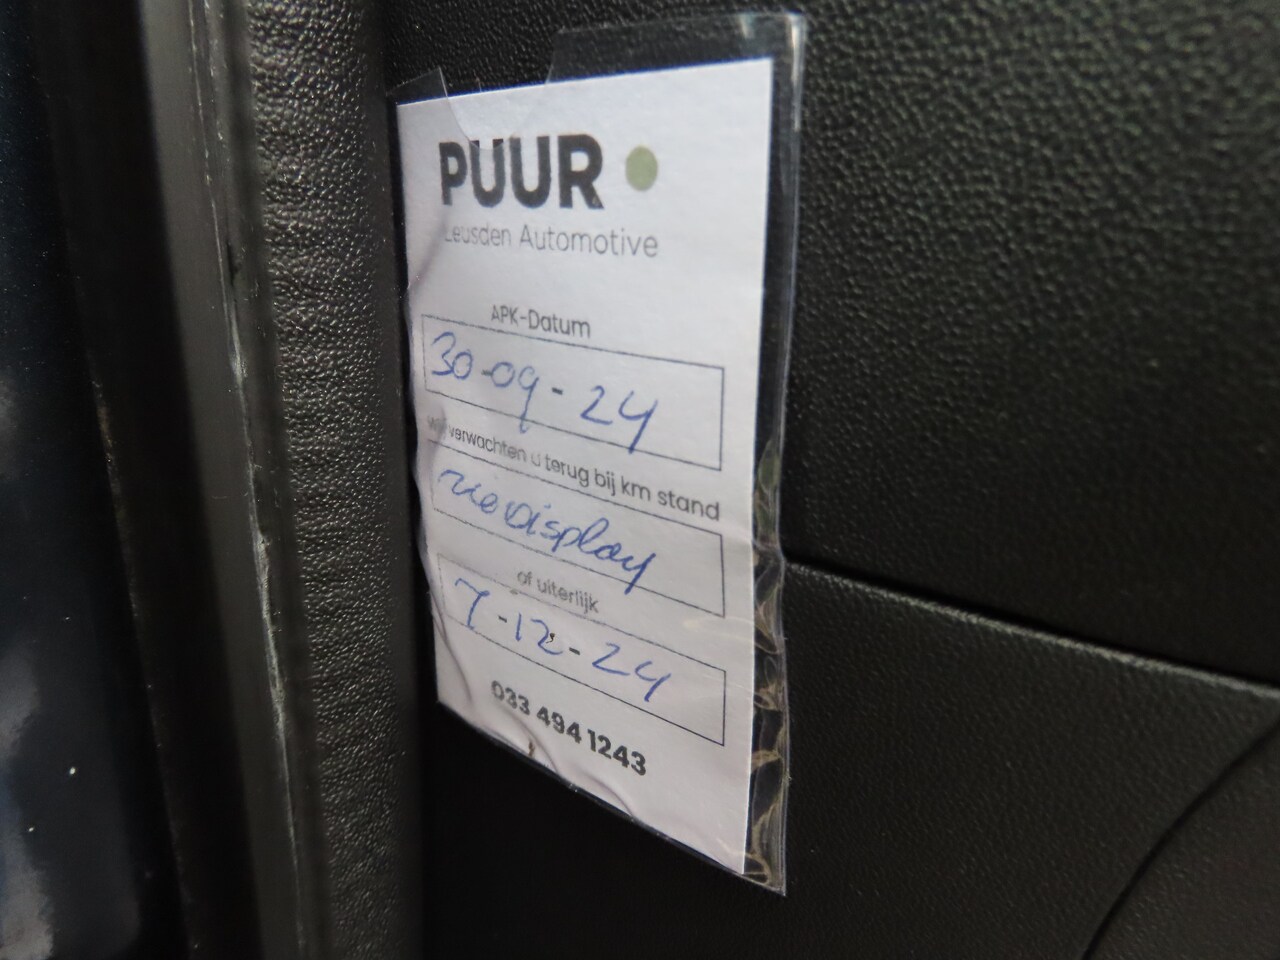 PUUR
Leusden Automotive
APK-Datum
30-09-24
Wij verwachten u terug bij km stand
zie Display
of uiterlijk
7-12-24
033 494 1243